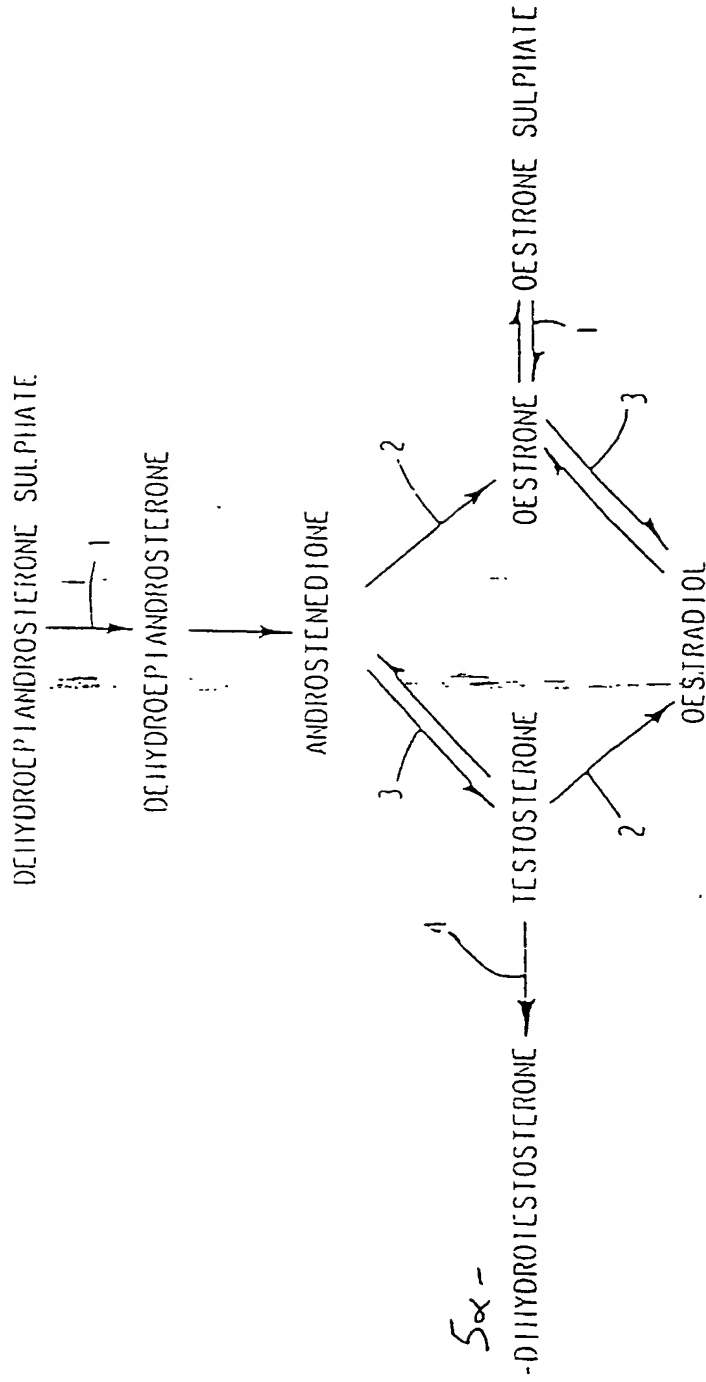 DEHYDROEPIANDROSTERONE SULPHATE
1
DEHYDROEPIANDROSTERONE
ANDROSTENEDIONE
3
2
5α-
-DIHYDROTESTOSTERONE
4
TESTOSTERONE
OESTRONE
1
OESTRONE SULPHATE
2
3
OESTRADIOL